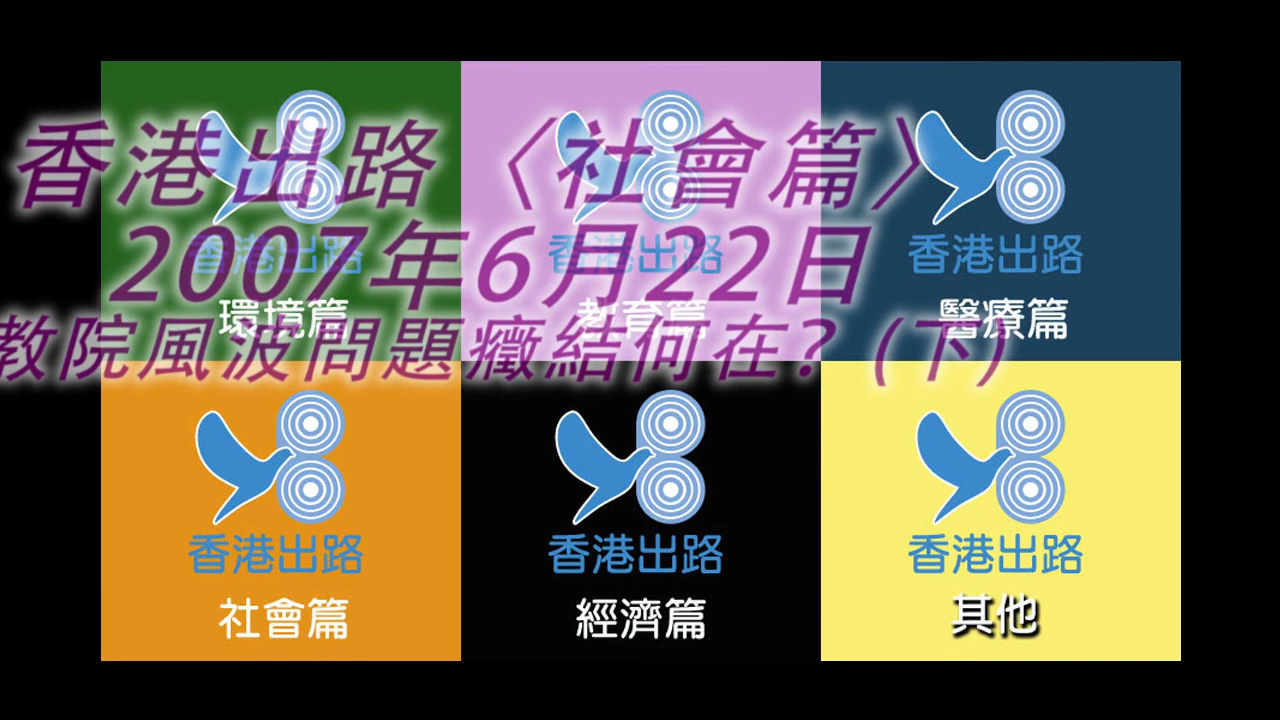 香港出路〈社會篇〉
2007年6月22日
教院風波問題癥結何在?(下)
香港出路
環境篇
香港出路
教育篇
香港出路
醫療篇
香港出路
社會篇
香港出路
經濟篇
香港出路
其他